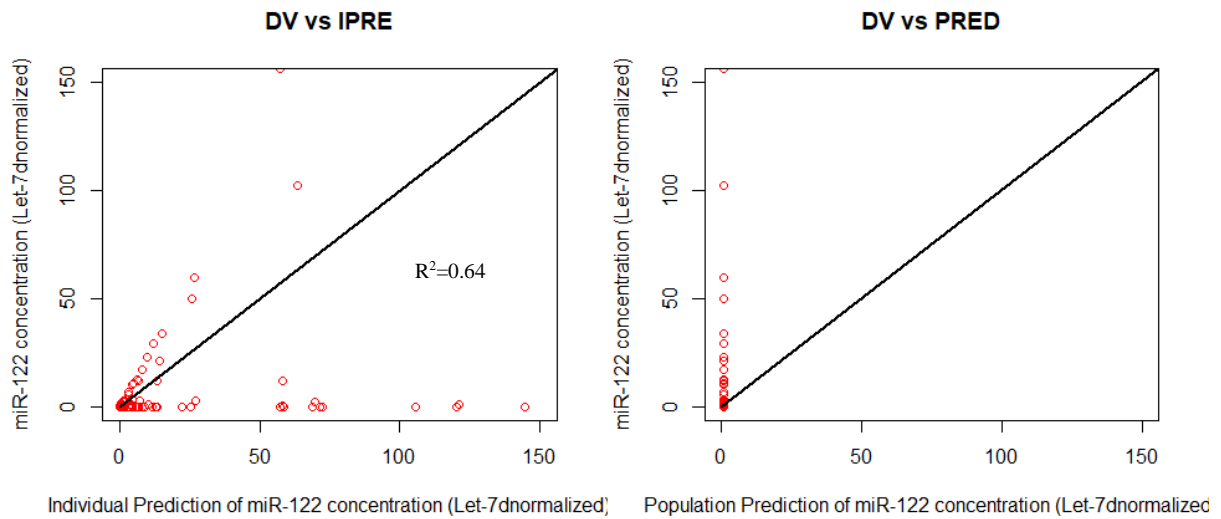 DV vs IPRE
miR-122 concentration (Let-7dnormalized)
150
100
50
0
R²=0.64
0 50 100 150
Individual Prediction of miR-122 concentration (Let-7dnormalized)
DV vs PRED
miR-122 concentration (Let-7dnormalized)
150
100
50
0
0 50 100 150
Population Prediction of miR-122 concentration (Let-7dnormalized